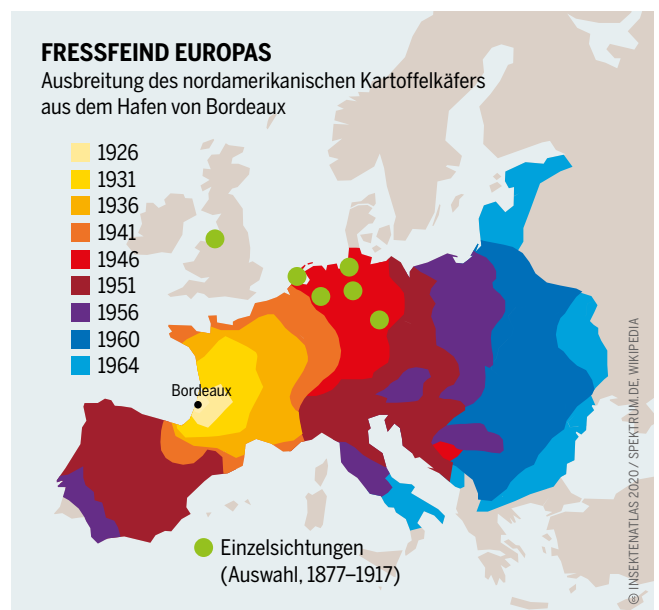 FRESSFEIND EUROPAS
Ausbreitung des nordamerikanischen Kartoffelkäfers
aus dem Hafen von Bordeaux
1926
1931
1936
1941
1946
1951
1956
1960
1964
Bordeaux
Einzelsichtungen
(Auswahl, 1877–1917)
© INSEKTENATLAS 2020 / SPEKTRUM.DE, WIKIPEDIA